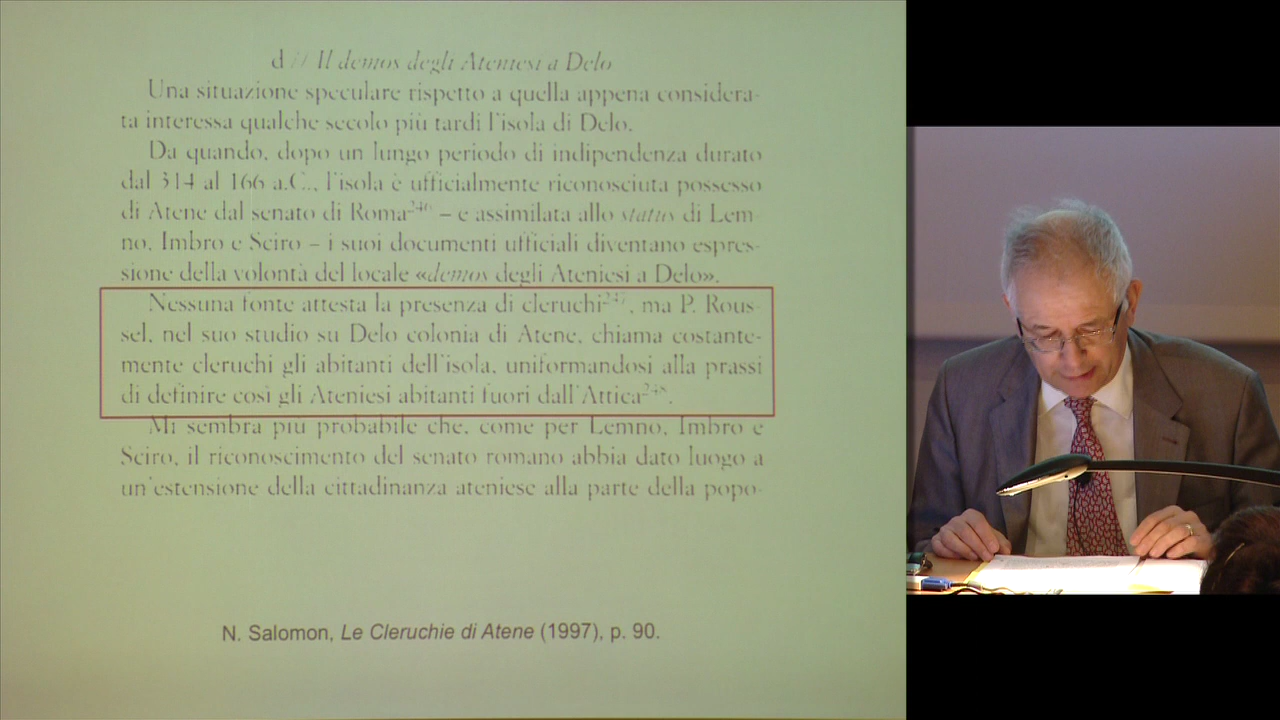 d // Il demos degli Ateniesi a Delo
Una situazione speculare rispetto a quella appena considera-
ta interessa qualche secolo più tardi l'isola di Delo.
Da quando, dopo un lungo periodo di indipendenza durato
dal 314 al 166 a.C., l'isola è ufficialmente riconosciuta possesso
di Atene dal senato di Roma246 – e assimilata allo status di Lem-
no, Imbro e Sciro – i suoi documenti ufficiali diventano espres-
sione della volontà del locale «demos degli Ateniesi a Delo».
Nessuna fonte attesta la presenza di cleruchi247, ma P. Rous-
sel, nel suo studio su Delo colonia di Atene, chiama costante-
mente cleruchi gli abitanti dell'isola, uniformandosi alla prassi
di definire così gli Ateniesi abitanti fuori dall'Attica248.
Mi sembra più probabile che, come per Lemno, Imbro e
Sciro, il riconoscimento del senato romano abbia dato luogo a
un'estensione della cittadinanza ateniese alla parte della popo-
N. Salomon, Le Cleruchie di Atene (1997), p. 90.